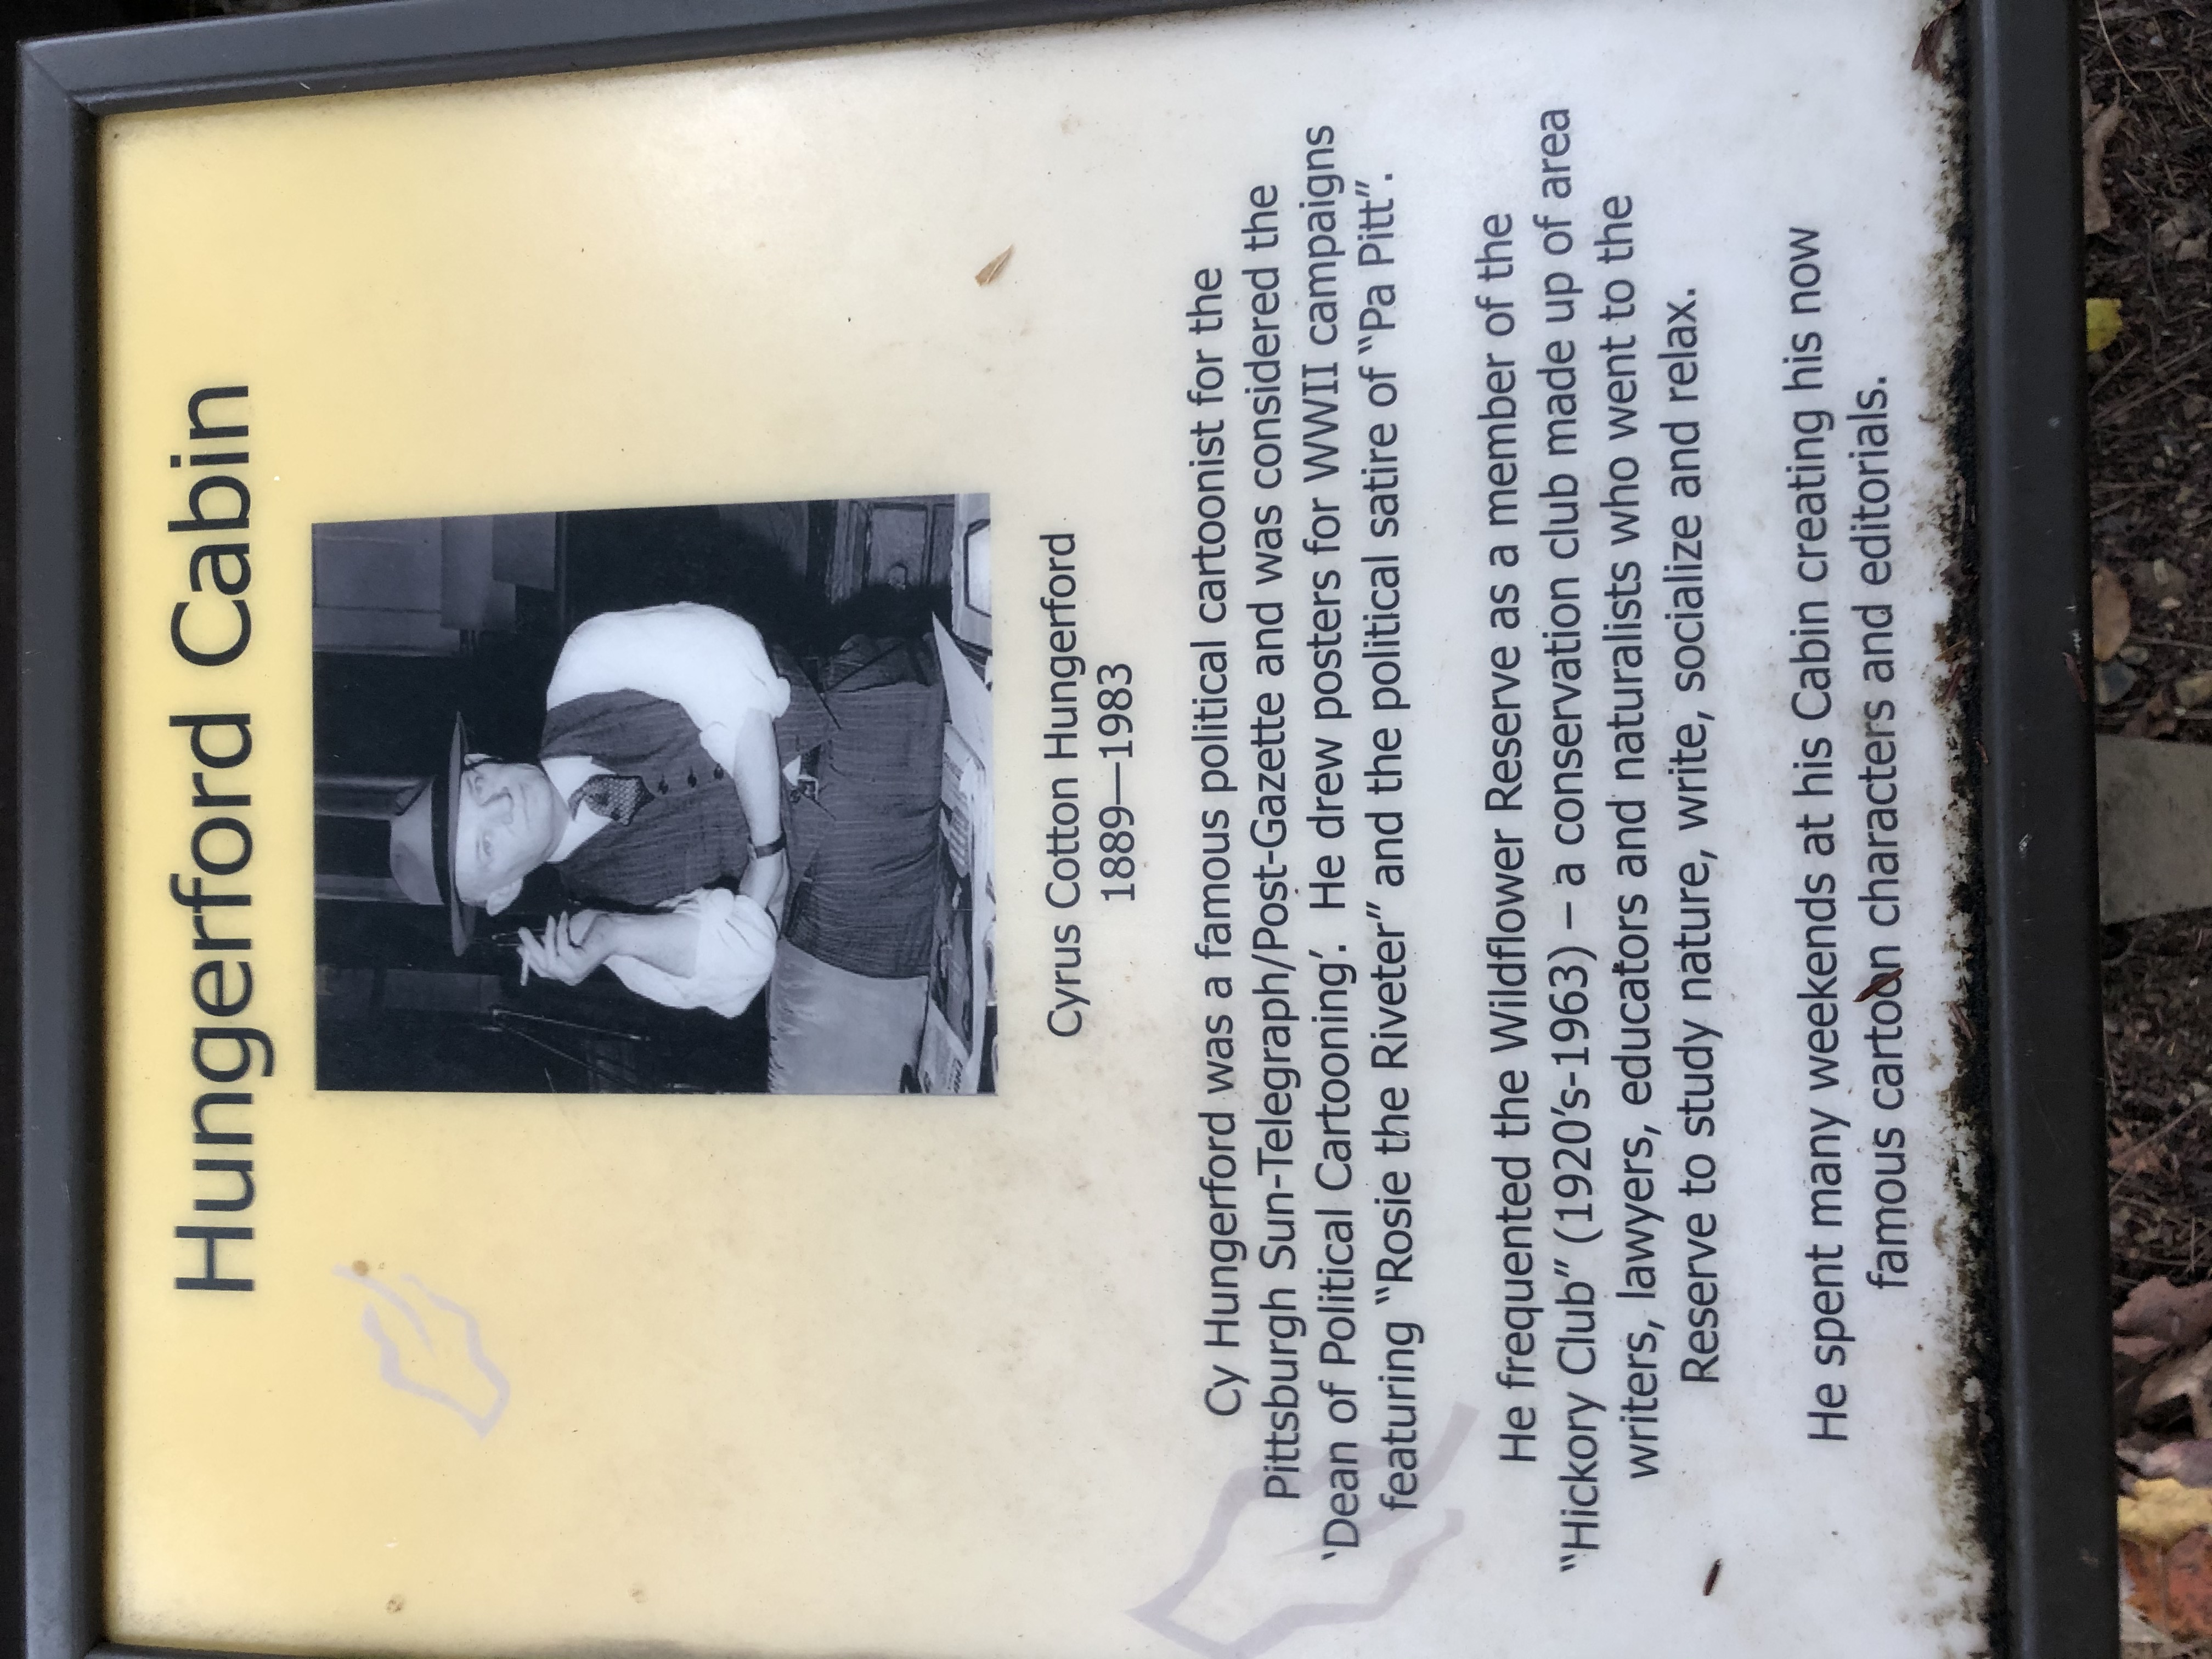 Hungerford Cabin
Cyrus Cotton Hungerford
1889—1983
Cy Hungerford was a famous political cartoonist for the
Pittsburgh Sun-Telegraph/Post-Gazette and was considered the
‘Dean of Political Cartooning’.  He drew posters for WWII campaigns
featuring “Rosie the Riveter” and the political satire of “Pa Pitt”.
He frequented the Wildflower Reserve as a member of the
“Hickory Club” (1920’s-1963) – a conservation club made up of area
writers, lawyers, educators and naturalists who went to the
Reserve to study nature, write, socialize and relax.
He spent many weekends at his Cabin creating his now
famous cartoon characters and editorials.